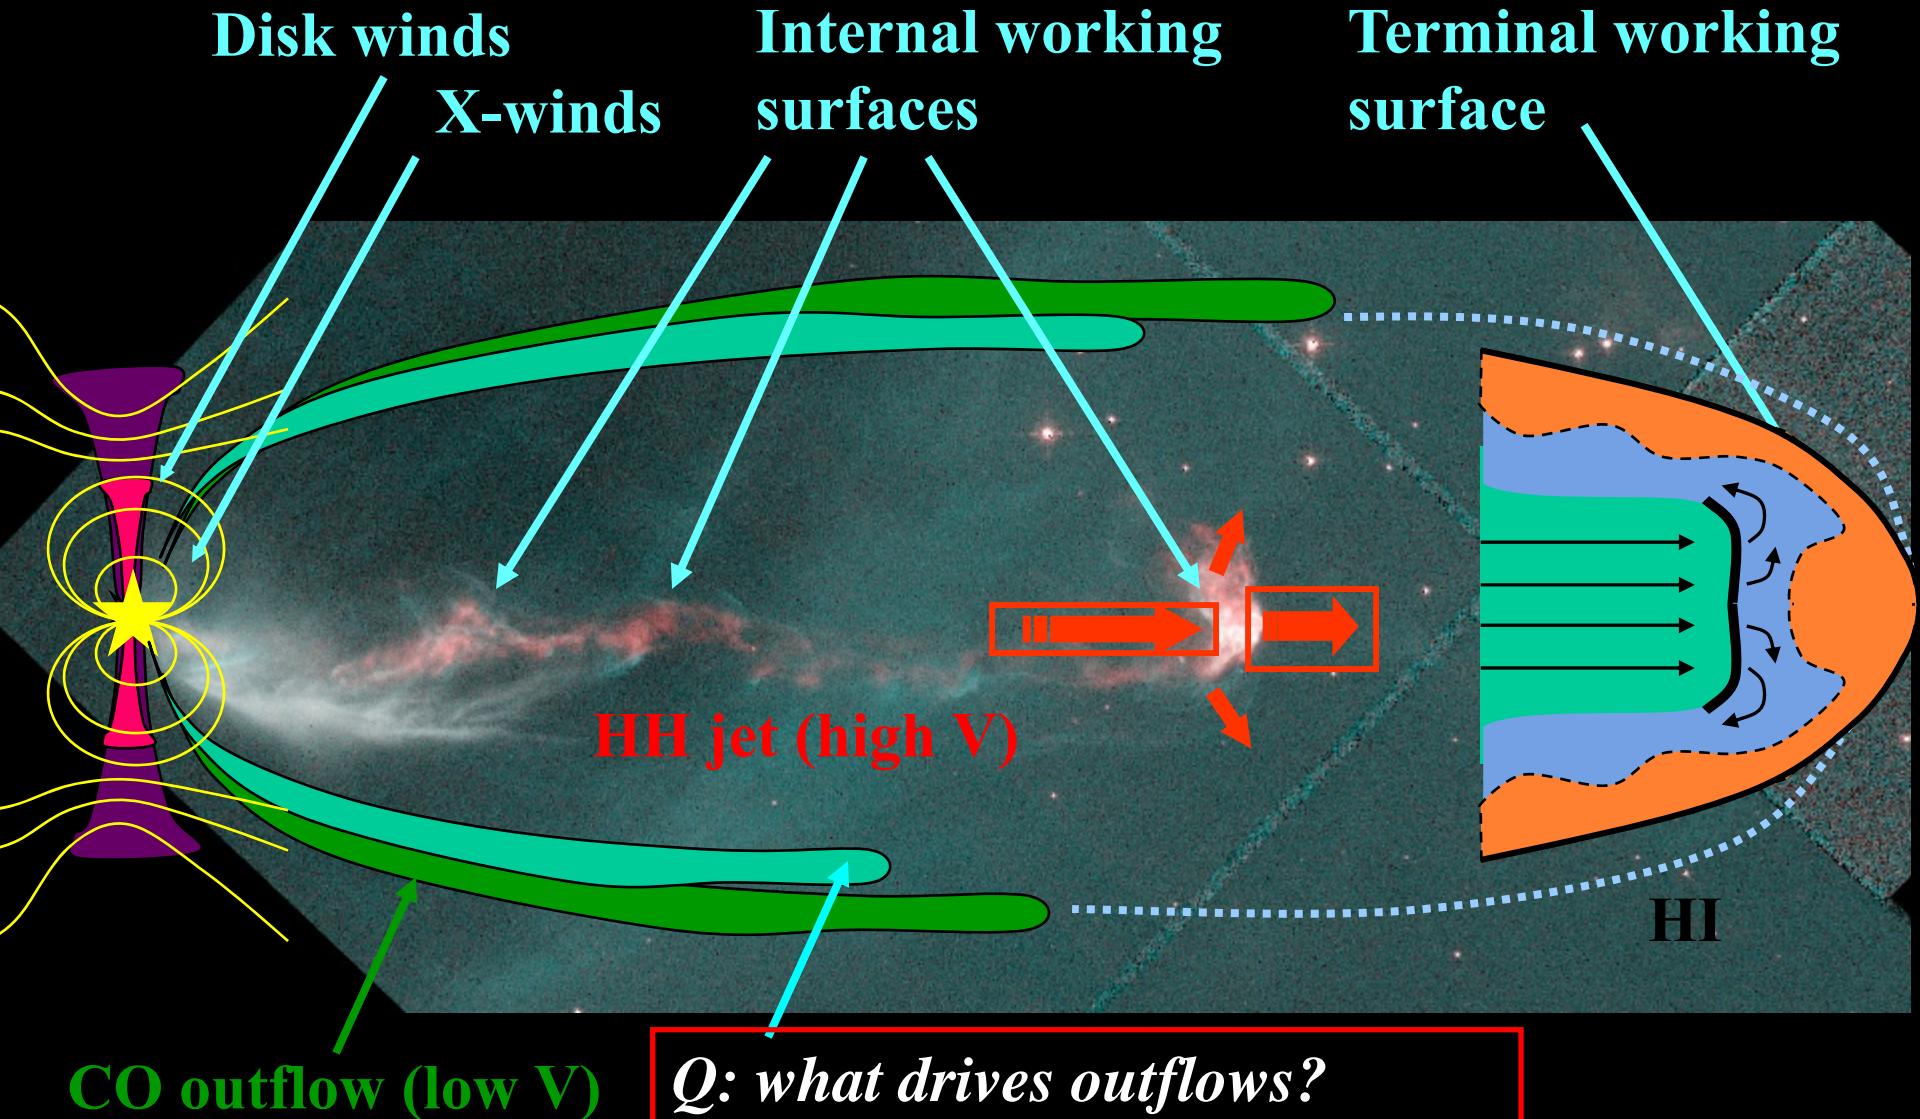 Disk winds
X-winds
Internal working
surfaces
Terminal working
surface
HH jet (high V)
HI
CO outflow (low V)
Q: what drives outflows?